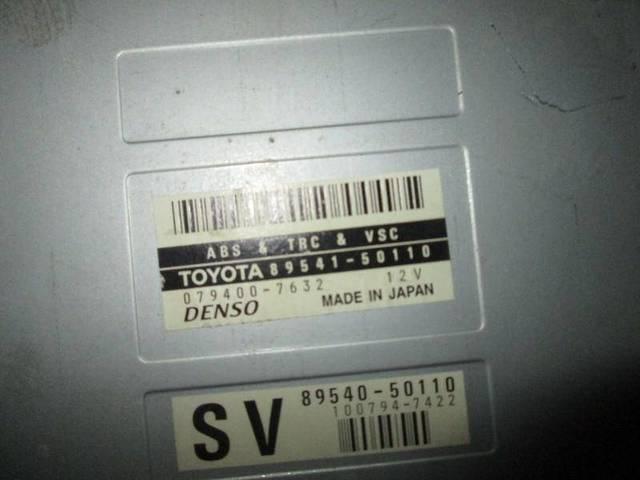 ABS & TRC & VSC
TOYOTA 89541-50110
079400-7632 12V
DENSO MADE IN JAPAN
SV 89540-50110
100794-7422